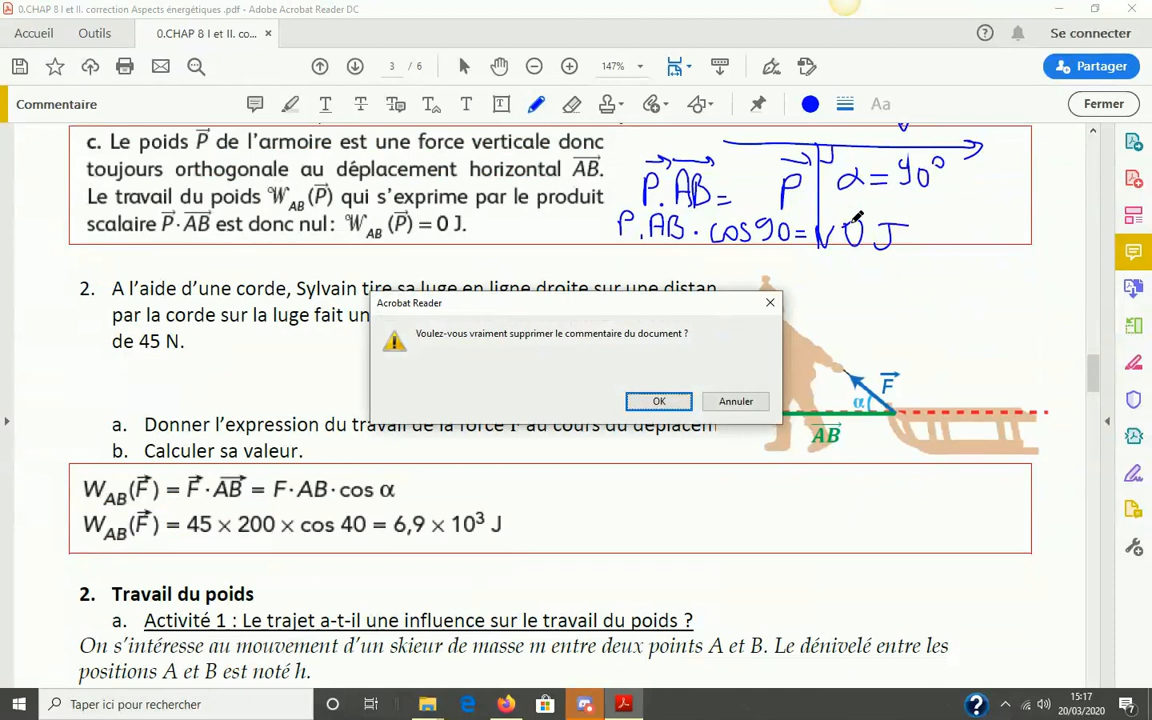 0.CHAP 8 I et II. correction Aspects énergétiques .pdf - Adobe Acrobat Reader DC
Accueil
Outils
0.CHAP 8 I et II. co...
Se connecter
3 / 6
147%
Partager
Commentaire
Aa
Fermer
c. Le poids P de l'armoire est une force verticale donc
toujours orthogonale au déplacement horizontal AB.
Le travail du poids W AB (P) qui s'exprime par le produit
scalaire P · AB est donc nul : W AB (P) = 0 J.
P.AB =
P
α = 90°
P.AB . cos90 =
0 J
2. A l'aide d'une corde, Sylvain tire sa luge en ligne droite sur une distan
par la corde sur la luge fait un
de 45 N.
Acrobat Reader
Voulez-vous vraiment supprimer le commentaire du document ?
OK
Annuler
F
α
AB
a. Donner l'expression du travail de la force F au cours du déplacem
b. Calculer sa valeur.
W AB (F) = F · AB = F · AB · cos α
W AB (F) = 45 × 200 × cos 40 = 6,9 × 10³ J
2. Travail du poids
a. Activité 1 : Le trajet a-t-il une influence sur le travail du poids ?
On s'intéresse au mouvement d'un skieur de masse m entre deux points A et B. Le dénivelé entre les
positions A et B est noté h.
Taper ici pour rechercher
15:17
20/03/2020
7